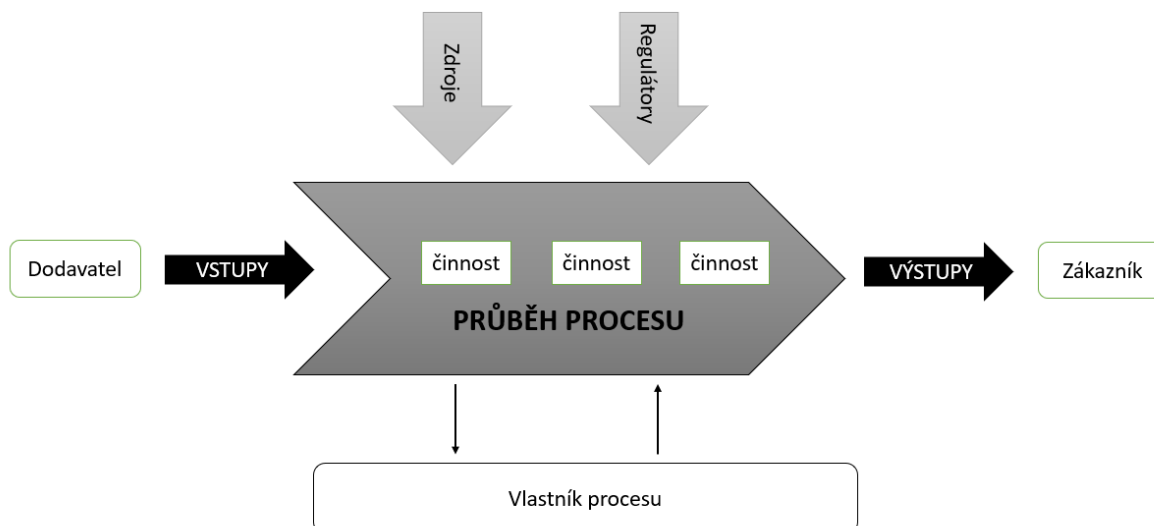 Zdroje
Regulátory
Dodavatel
VSTUPY
činnost
činnost
činnost
VÝSTUPY
Zákazník
PRŮBĚH PROCESU
Vlastník procesu